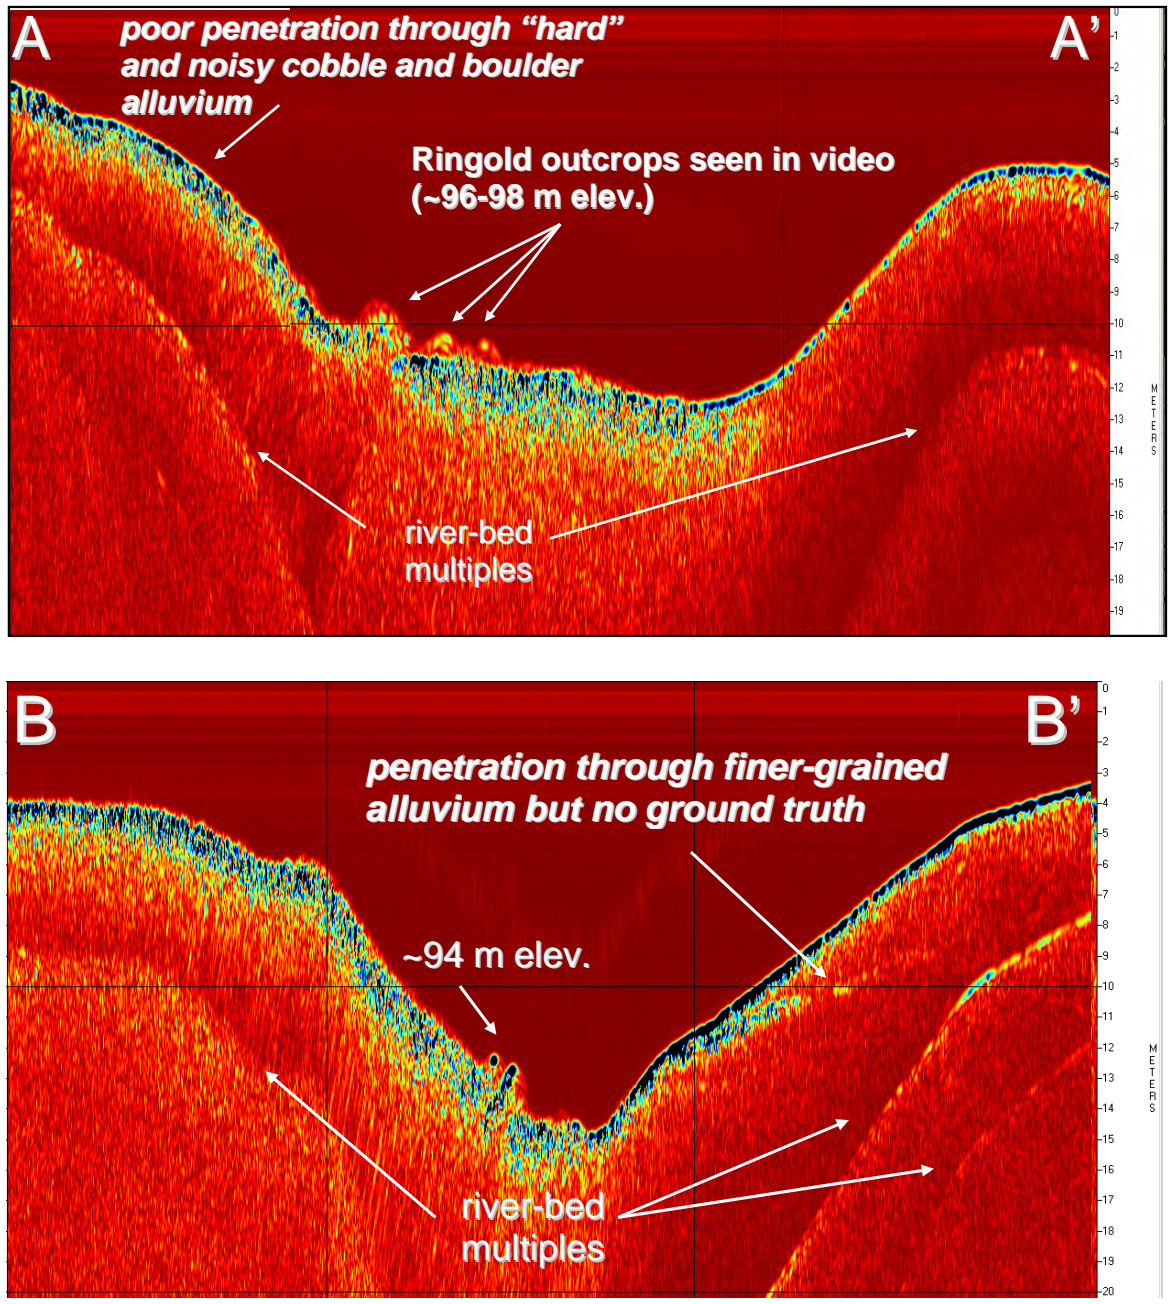 A
poor penetration through “hard”
and noisy cobble and boulder
alluvium
A’
Ringold outcrops seen in video
(~96-98 m elev.)
river-bed
multiples
0
-1
-2
-3
-4
-5
-6
-7
-8
-9
-10
-11
-12
-13
-14
-15
-16
-17
-18
-19
METERS
B
B’
penetration through finer-grained
alluvium but no ground truth
~94 m elev.
river-bed
multiples
0
-1
-2
-3
-4
-5
-6
-7
-8
-9
-10
-11
-12
-13
-14
-15
-16
-17
-18
-19
-20
METERS